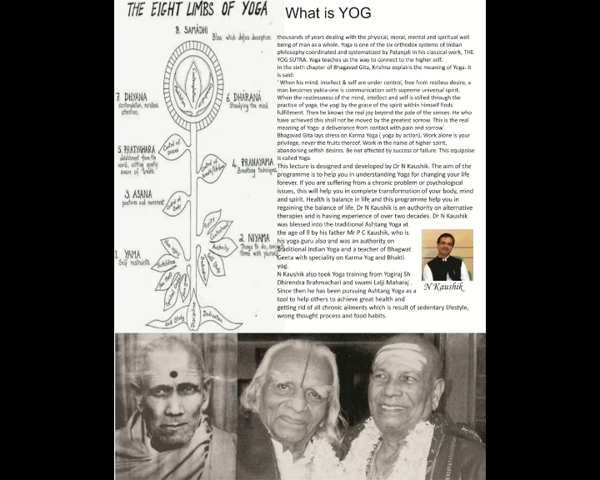 THE EIGHT LIMBS OF YOGA
What is YOG
8. SAMĀDHI
Bliss which defies description
7. DHYANA
Contemplation, mindless attention.
6. DHĀRANĀ
Steadying the mind.
5. PRATYAHARA
detachment from the world, sitting quietly
4. PRANAYAMA
Breathing techniques
3. ASANA
postures and movement
2. NIYAMA
1. YAMA
Self restraints
thousands of years dealing with the physical, moral, mental and spiritual well
being of man as a whole. Yoga is one of the six orthodox systems of Indian
philosophy coordinated and systematized by Patanjali in his classical work, THE
YOG SUTRA. Yoga teaches us the way to connect to the higher self.
In the sixth chapter of Bhagavad Gita, Krishna explains the meaning of Yoga. It
is said:
' When his mind, intellect & self are under control, free from restless desire, a
man becomes yukta-one is communication with supreme universal spirit.
When the restlessness of the mind, intellect and self is stilled through the
practice of yoga, the yogi by the grace of the spirit within himself finds
fulfillment. Then he knows the real joy beyond the pale of the senses. He who
have achieved this shall not be moved by the greatest sorrow. This is the real
meaning of Yoga- a deliverance from contact with pain and sorrow'.
Bhagavad Gita lays stress on Karma Yoga ( yoga by action). Work alone is your
privilege, never the fruits thereof. Work in the name of higher spirit,
abandoning selfish desires. Be not affected by success or failure. This equipoise
is called Yoga.
This lecture is designed and developed by Dr N Kaushik. The aim of the
programme is to help you in understanding Yoga for changing your life
forever. If you are suffering from a chronic problem or psychological
issues, this will help you in complete transformation of your body, mind
and spirit. Health is balance in life and this programme help you in
regaining the balance of life. Dr N Kaushik is an authority on alternative
therapies and is having experience of over two decades. Dr N Kaushik
was blessed into the traditional Ashtang Yoga at
the age of 9 by his father Mr P C Kaushik, who is
his yoga guru also and was an authority on
Traditional Indian Yoga and a teacher of Bhagwat
Geeta with speciality on Karma Yog and Bhakti
yog.
N Kaushik also took Yoga training from Yogiraj Sh
Dhirendra Brahmachari and swami Lalji Maharaj .
Since then he has been pursuing Ashtang Yoga as a
tool to help others to achieve great health and
getting rid of all chronic ailments which is result of sedentary lifestyle,
wrong thought process and food habits.
N Kaushik